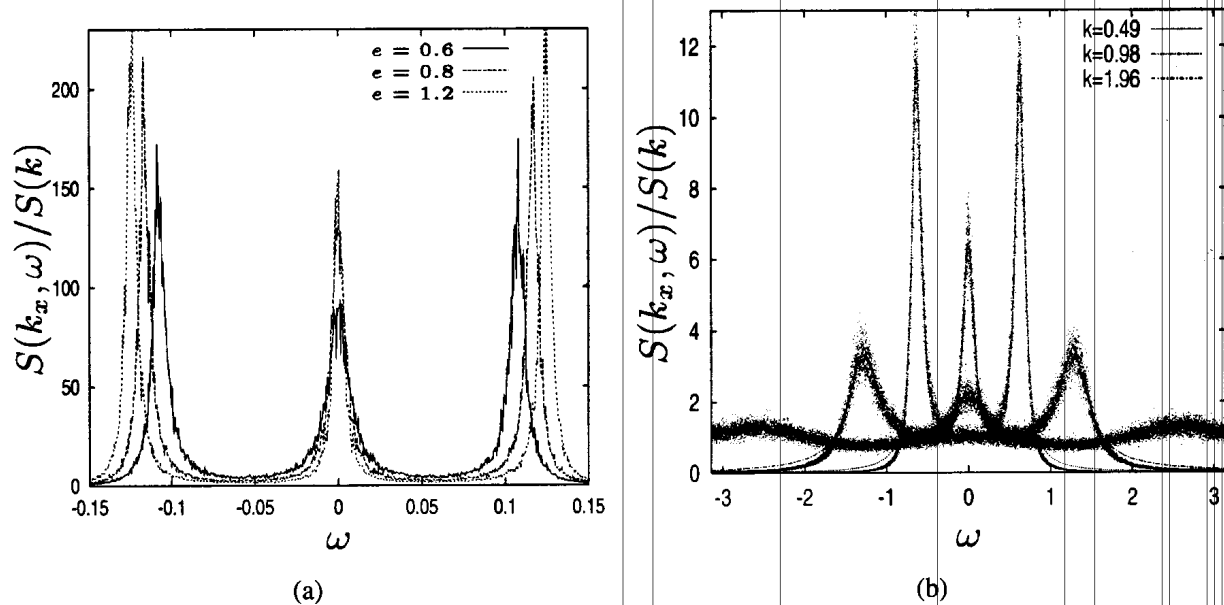 e = 0.6
e = 0.8
e = 1.2
200
150
100
50
0
-0.15
-0.1
-0.05
0
0.05
0.1
0.15
S(k_x, ω)/S(k)
ω
(a)
k=0.49
k=0.98
k=1.96
12
10
8
6
4
2
0
-3
-2
-1
0
1
2
3
S(k_x, ω)/S(k)
ω
(b)